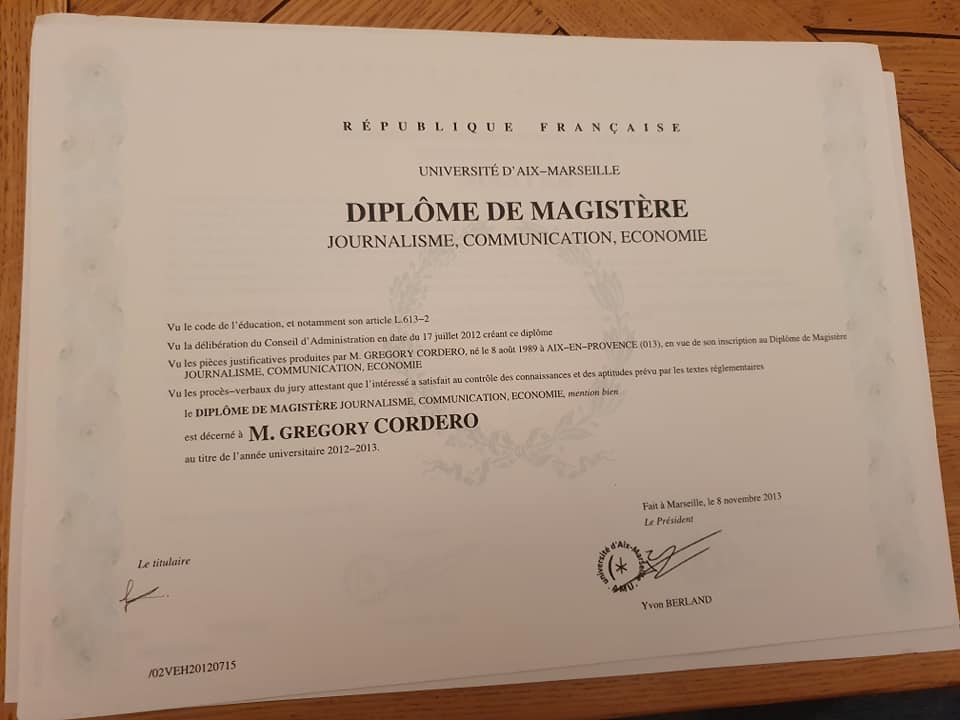 RÉPUBLIQUE FRANÇAISE
UNIVERSITÉ D'AIX–MARSEILLE
DIPLÔME DE MAGISTÈRE
JOURNALISME, COMMUNICATION, ECONOMIE
Vu le code de l'éducation, et notamment son article L.613–2
Vu la délibération du Conseil d'Administration en date du 17 juillet 2012 créant ce diplôme
Vu les pièces justificatives produites par M. GREGORY CORDERO, né le 8 août 1989 à AIX-EN-PROVENCE (013), en vue de son inscription au Diplôme de Magistère
JOURNALISME, COMMUNICATION, ECONOMIE
Vu les procès–verbaux du jury attestant que l'intéressé a satisfait au contrôle des connaissances et des aptitudes prévu par les textes réglementaires
le DIPLÔME DE MAGISTÈRE JOURNALISME, COMMUNICATION, ECONOMIE, mention bien
est décerné à M. GREGORY CORDERO
au titre de l'année universitaire 2012–2013.
Fait à Marseille, le 8 novembre 2013
Le Président
Le titulaire
université d'Aix-Marseille
AMU
Yvon BERLAND
/02VEH20120715